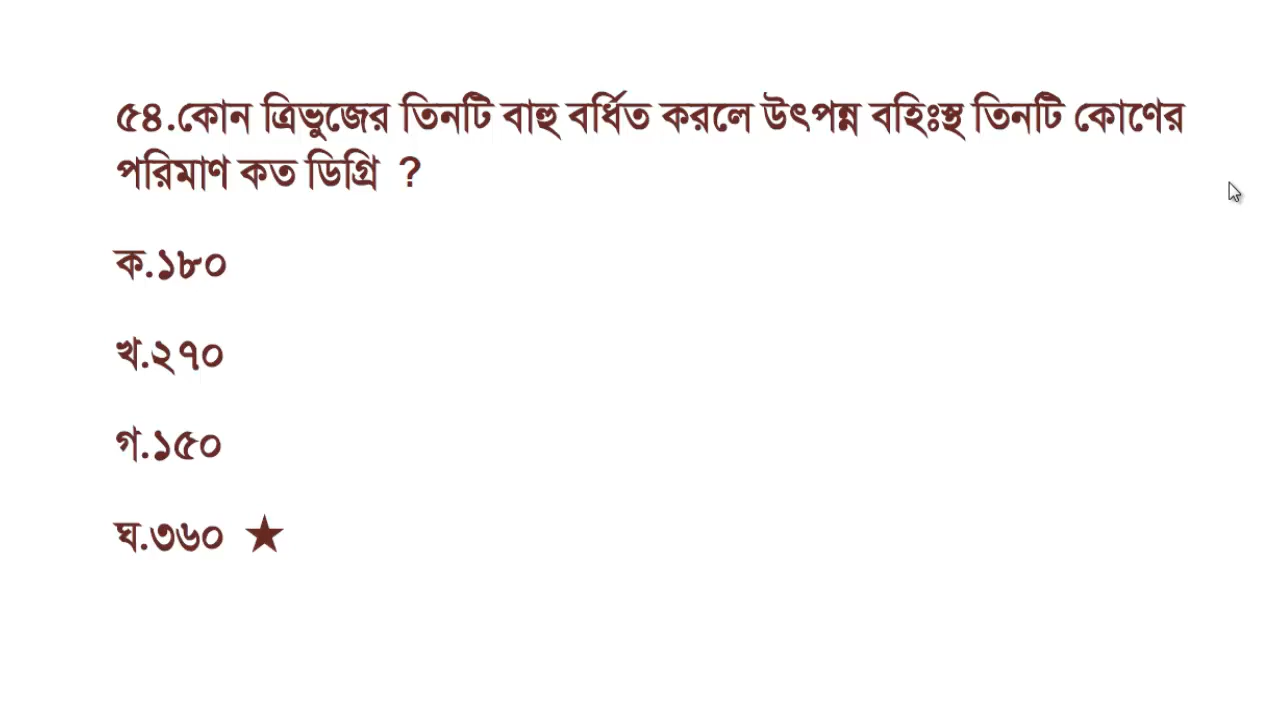 ৫৪.কোন ত্রিভুজের তিনটি বাহু বর্ধিত করলে উৎপন্ন বহিঃস্থ তিনটি কোণের
পরিমাণ কত ডিগ্রি ?
ক.১৮০
খ.২৭০
গ.১৫০
ঘ.৩৬০ ★